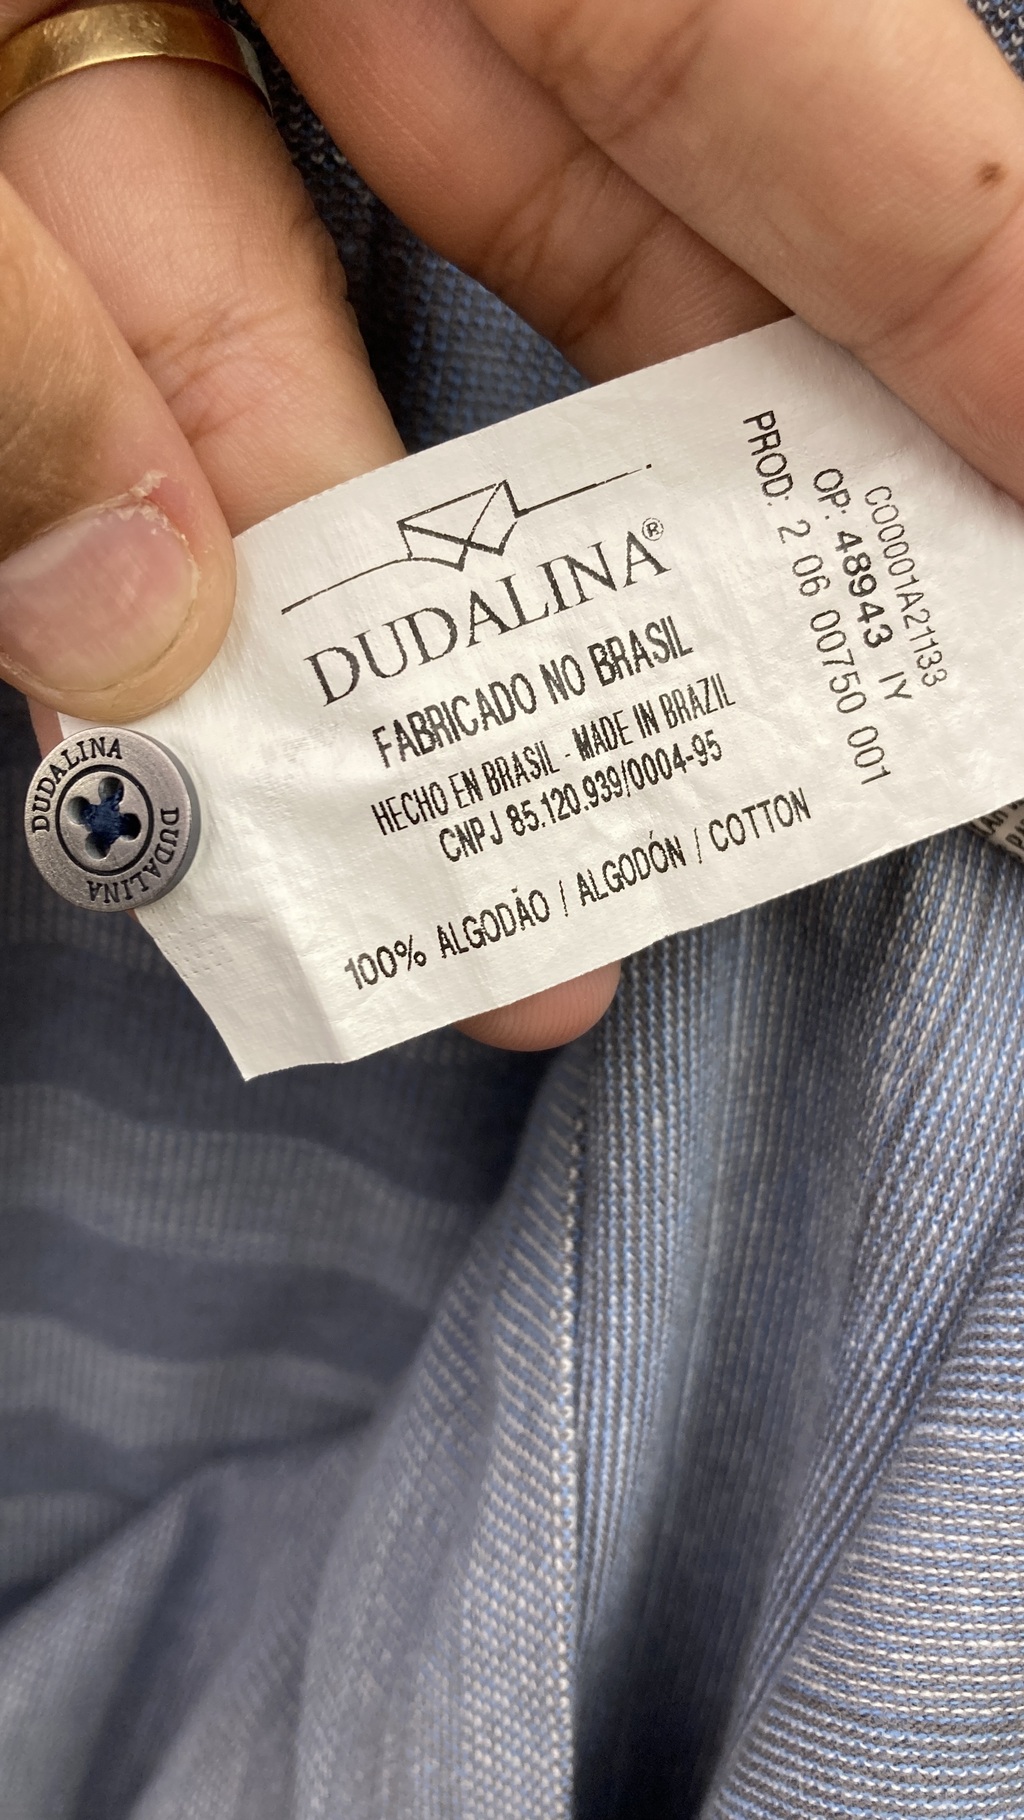 DUDALINA®
FABRICADO NO BRASIL
HECHO EN BRASIL - MADE IN BRAZIL
CNPJ 85.120.939/0004-95
100% ALGODÃO / ALGODÓN / COTTON
C00001A21133
OP: 48943 IY
PROD: 2 06 00750 001
DUDALINA
DUDALINA